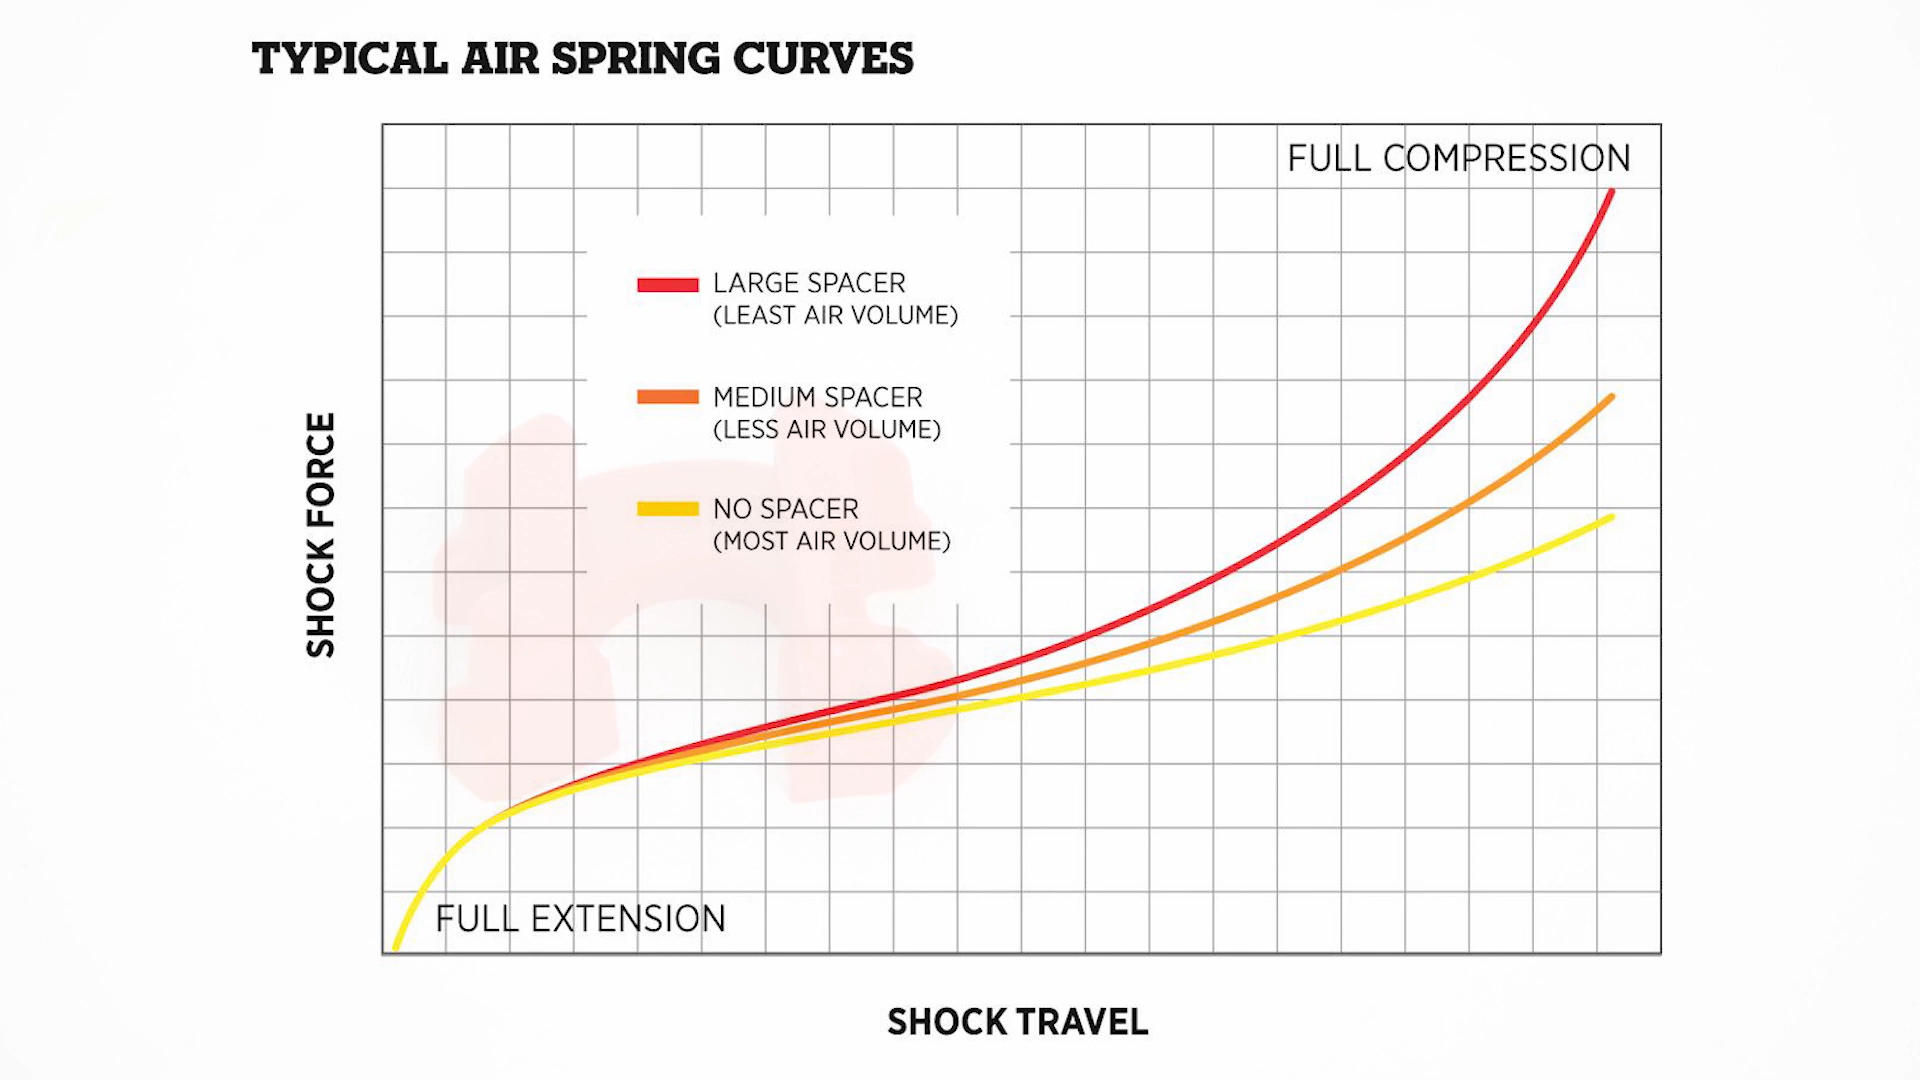 TYPICAL AIR SPRING CURVES
FULL COMPRESSION
LARGE SPACER
(LEAST AIR VOLUME)
MEDIUM SPACER
(LESS AIR VOLUME)
NO SPACER
(MOST AIR VOLUME)
SHOCK FORCE
FULL EXTENSION
SHOCK TRAVEL